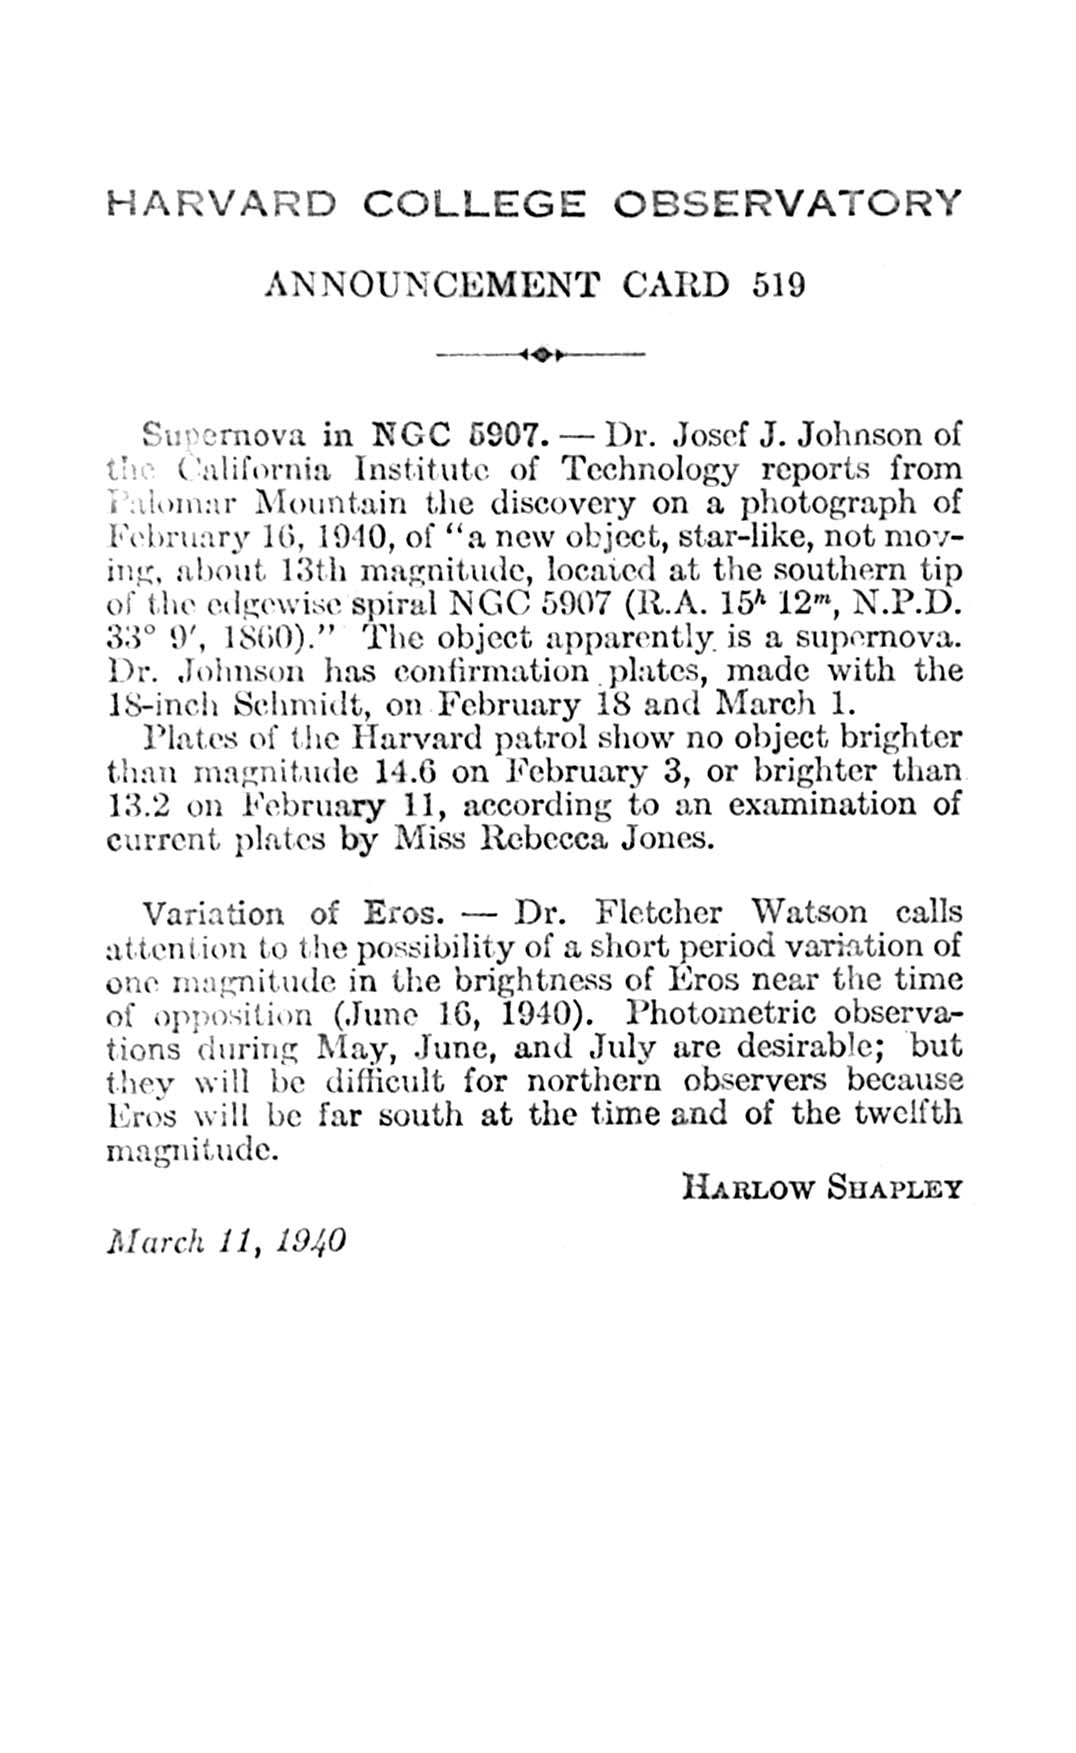 HARVARD COLLEGE OBSERVATORY
ANNOUNCEMENT CARD 519
Supernova in NGC 5907. — Dr. Josef J. Johnson of
the California Institute of Technology reports from
Palomar Mountain the discovery on a photograph of
February 16, 1940, of “a new object, star-like, not mov-
ing, about 13th magnitude, located at the southern tip
of the edgewise spiral NGC 5907 (R.A. 15ʰ 12ᵐ, N.P.D.
33° 9′, 1860).” The object apparently is a supernova.
Dr. Johnson has confirmation plates, made with the
18-inch Schmidt, on February 18 and March 1.
Plates of the Harvard patrol show no object brighter
than magnitude 14.6 on February 3, or brighter than
13.2 on February 11, according to an examination of
current plates by Miss Rebecca Jones.
Variation of Eros. — Dr. Fletcher Watson calls
attention to the possibility of a short period variation of
one magnitude in the brightness of Eros near the time
of opposition (June 16, 1940). Photometric observa-
tions during May, June, and July are desirable; but
they will be difficult for northern observers because
Eros will be far south at the time and of the twelfth
magnitude.
HARLOW SHAPLEY
March 11, 1940